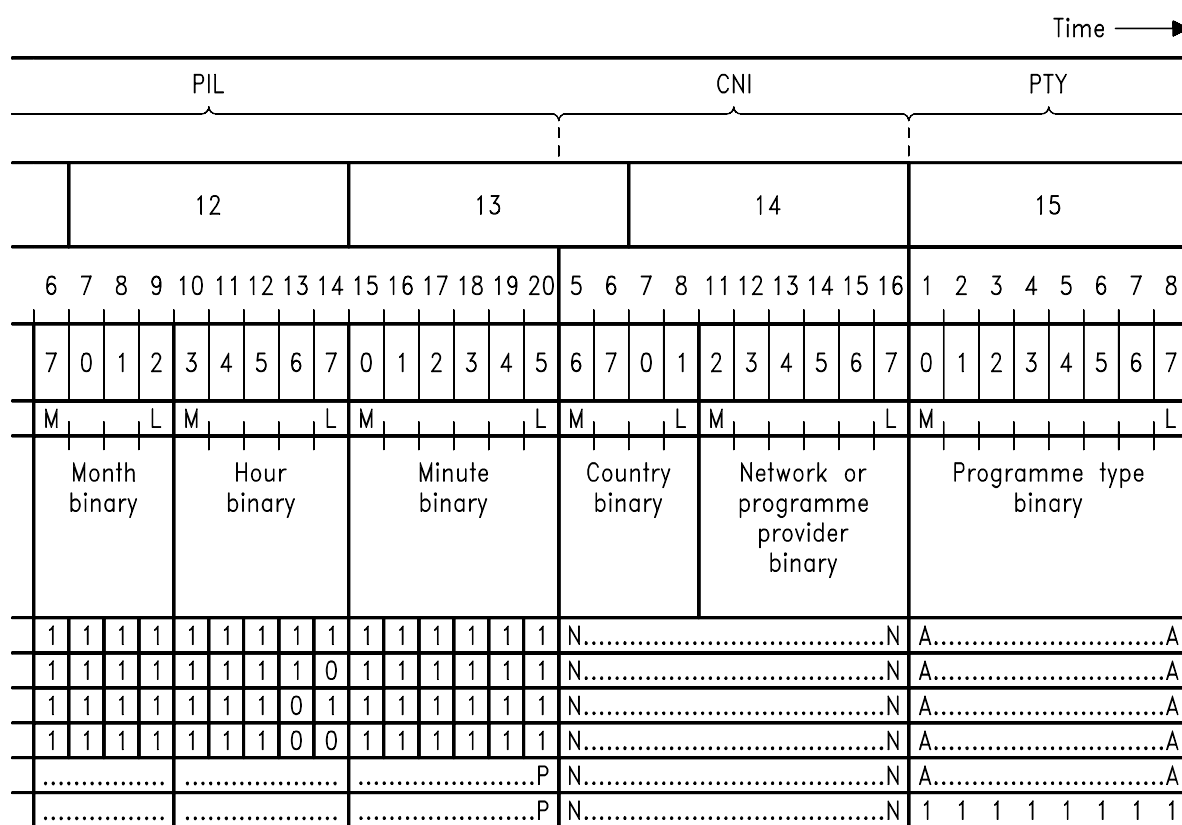 Time
PIL CNI PTY
12 13 14 15
6 7 8 9 10 11 12 13 14 15 16 17 18 19 20 5 6 7 8 11 12 13 14 15 16 1 2 3 4 5 6 7 8
7 0 1 2 3 4 5 6 7 0 1 2 3 4 5 6 7 0 1 2 3 4 5 6 7 0 1 2 3 4 5 6 7
M L M L M L M L M L M L
Month Hour Minute Country Network or Programme type
binary binary binary binary programme binary
provider
binary
1 1 1 1 1 1 1 1 1 1 1 1 1 1 1 N..............................N A.......................A
1 1 1 1 1 1 1 1 0 1 1 1 1 1 1 N..............................N A.......................A
1 1 1 1 1 1 1 0 1 1 1 1 1 1 1 N..............................N A.......................A
1 1 1 1 1 1 1 0 0 1 1 1 1 1 1 N..............................N A.......................A
.............. ................ ....................P N..............................N A.......................A
.............. ................ ....................P N..............................N 1 1 1 1 1 1 1 1